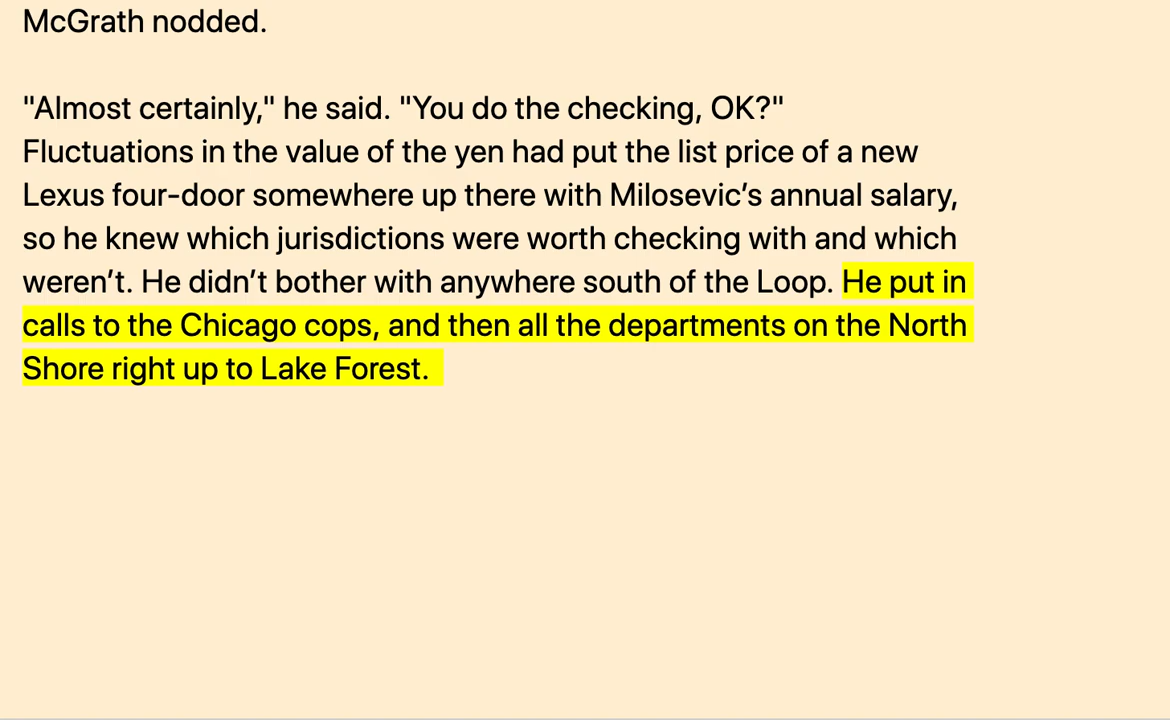 McGrath nodded.
"Almost certainly," he said. "You do the checking, OK?"
Fluctuations in the value of the yen had put the list price of a new
Lexus four-door somewhere up there with Milosevic’s annual salary,
so he knew which jurisdictions were worth checking with and which
weren’t. He didn’t bother with anywhere south of the Loop. He put in
calls to the Chicago cops, and then all the departments on the North
Shore right up to Lake Forest.